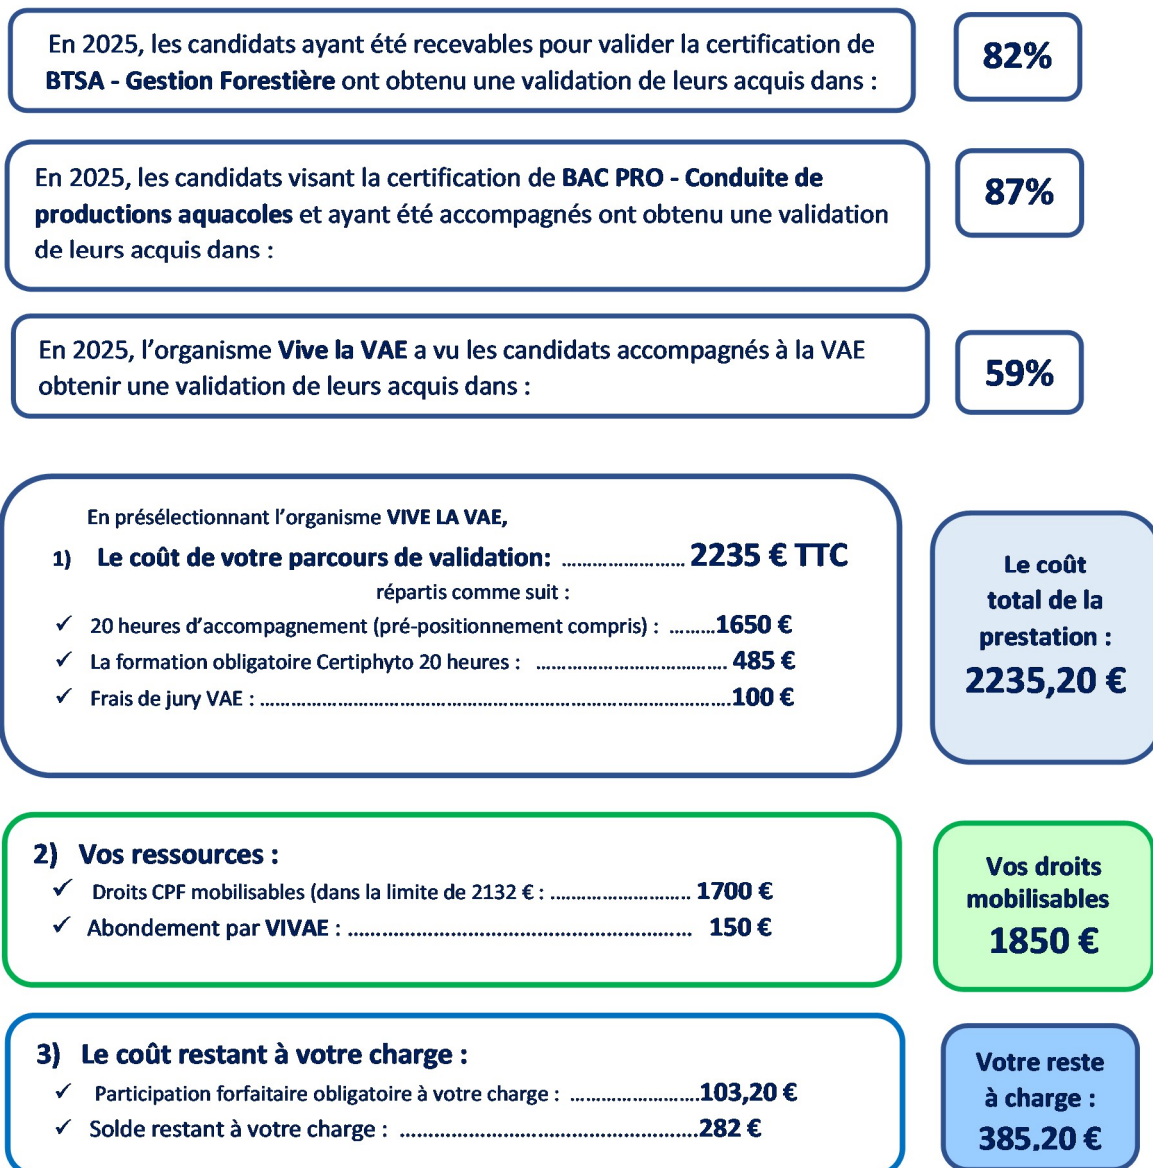 En 2025, les candidats ayant été recevables pour valider la certification de
BTSA - Gestion Forestière ont obtenu une validation de leurs acquis dans :
82%
En 2025, les candidats visant la certification de BAC PRO - Conduite de
productions aquacoles et ayant été accompagnés ont obtenu une validation
de leurs acquis dans :
87%
En 2025, l'organisme Vive la VAE a vu les candidats accompagnés à la VAE
obtenir une validation de leurs acquis dans :
59%
En présélectionnant l'organisme VIVE LA VAE,
1) Le coût de votre parcours de validation: ........................ 2235 € TTC
répartis comme suit :
✓ 20 heures d'accompagnement (pré-positionnement compris) : .........1650 €
✓ La formation obligatoire Certiphyto 20 heures : ..................................... 485 €
✓ Frais de jury VAE : .....................................................................................100 €
Le coût
total de la
prestation :
2235,20 €
2) Vos ressources :
✓ Droits CPF mobilisables (dans la limite de 2132 € : .......................... 1700 €
✓ Abondement par VIVAE : ............................................................ 150 €
Vos droits
mobilisables
1850 €
3) Le coût restant à votre charge :
✓ Participation forfaitaire obligatoire à votre charge : ........................103,20 €
✓ Solde restant à votre charge : ....................................................282 €
Votre reste
à charge :
385,20 €